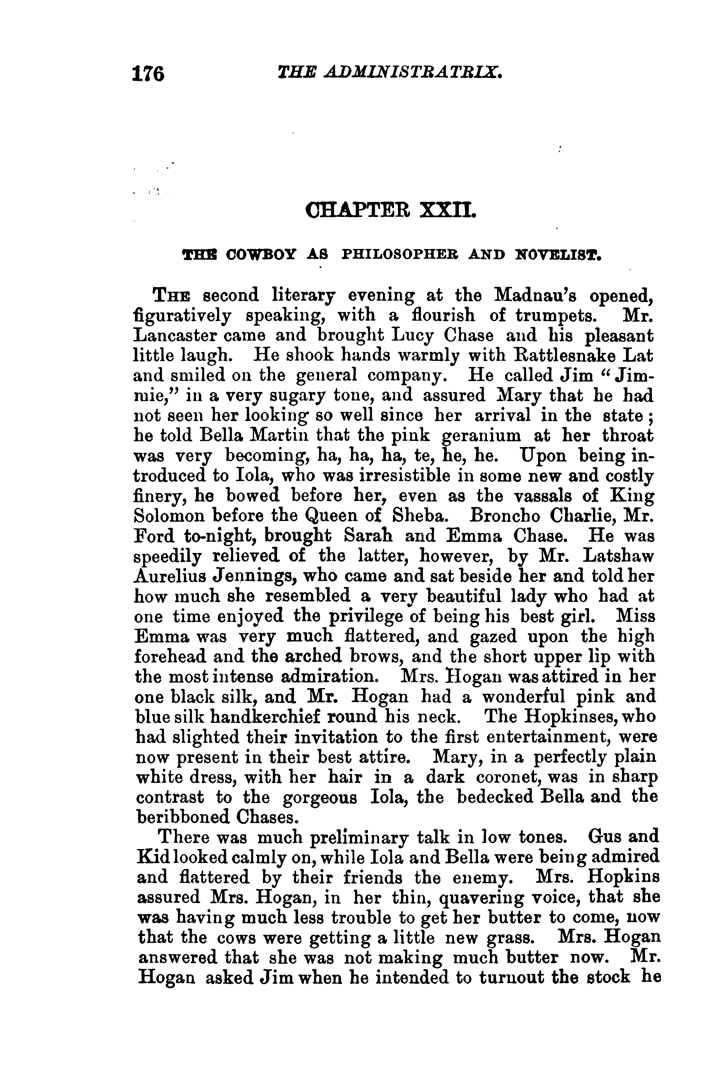 176 THE ADMINISTRATRIX.
CHAPTER XXII.
THE COWBOY AS PHILOSOPHER AND NOVELIST.
THE second literary evening at the Madnau's opened,
figuratively speaking, with a flourish of trumpets. Mr.
Lancaster came and brought Lucy Chase and his pleasant
little laugh. He shook hands warmly with Rattlesnake Lat
and smiled on the general company. He called Jim "Jim-
mie," in a very sugary tone, and assured Mary that he had
not seen her looking so well since her arrival in the state;
he told Bella Martin that the pink geranium at her throat
was very becoming, ha, ha, ha, te, he, he. Upon being in-
troduced to Iola, who was irresistible in some new and costly
finery, he bowed before her, even as the vassals of King
Solomon before the Queen of Sheba. Broncho Charlie, Mr.
Ford to-night, brought Sarah and Emma Chase. He was
speedily relieved of the latter, however, by Mr. Latshaw
Aurelius Jennings, who came and sat beside her and told her
how much she resembled a very beautiful lady who had at
one time enjoyed the privilege of being his best girl. Miss
Emma was very much flattered, and gazed upon the high
forehead and the arched brows, and the short upper lip with
the most intense admiration. Mrs. Hogan was attired in her
one black silk, and Mr. Hogan had a wonderful pink and
blue silk handkerchief round his neck. The Hopkinses, who
had slighted their invitation to the first entertainment, were
now present in their best attire. Mary, in a perfectly plain
white dress, with her hair in a dark coronet, was in sharp
contrast to the gorgeous Iola, the bedecked Bella and the
beribboned Chases.
There was much preliminary talk in low tones. Gus and
Kid looked calmly on, while Iola and Bella were being admired
and flattered by their friends the enemy. Mrs. Hopkins
assured Mrs. Hogan, in her thin, quavering voice, that she
was having much less trouble to get her butter to come, now
that the cows were getting a little new grass. Mrs. Hogan
answered that she was not making much butter now. Mr.
Hogan asked Jim when he intended to turnout the stock he